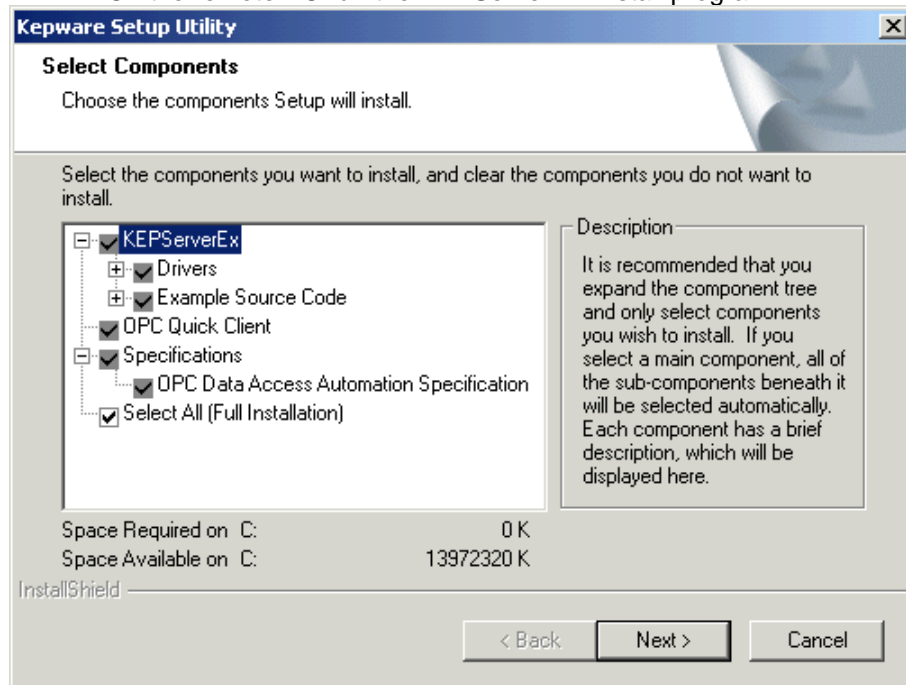 Kepware Setup Utility
Select Components
Choose the components Setup will install.
Select the components you want to install, and clear the components you do not want to
install.
KEPServerEx
Drivers
Example Source Code
OPC Quick Client
Specifications
OPC Data Access Automation Specification
Select All (Full Installation)
Description
It is recommended that you
expand the component tree
and only select components
you wish to install. If you
select a main component, all of
the sub-components beneath it
will be selected automatically.
Each component has a brief
description, which will be
displayed here.
Space Required on C: 0 K
Space Available on C: 13972320 K
InstallShield
< Back Next > Cancel